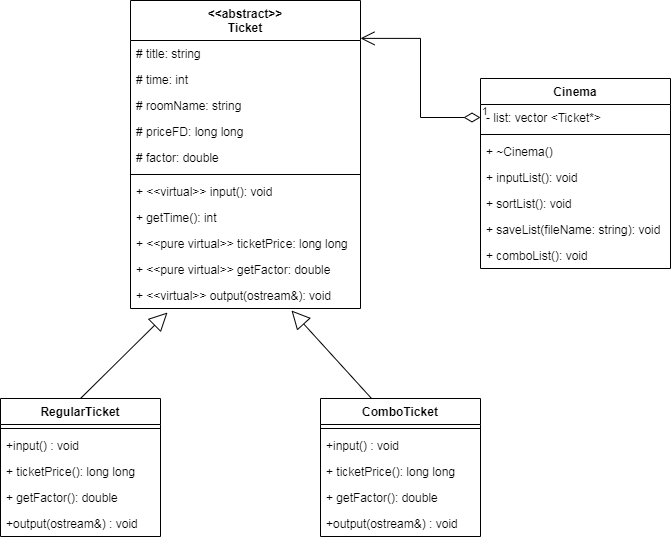 <<abstract>>
Ticket
# title: string
# time: int
# roomName: string
# priceFD: long long
# factor: double
+ <<virtual>> input(): void
+ getTime(): int
+ <<pure virtual>> ticketPrice: long long
+ <<pure virtual>> getFactor: double
+ <<virtual>> output(ostream&): void
Cinema
1
- list: vector <Ticket*>
+ ~Cinema()
+ inputList(): void
+ sortList(): void
+ saveList(fileName: string): void
+ comboList(): void
RegularTicket
+input() : void
+ ticketPrice(): long long
+ getFactor(): double
+output(ostream&) : void
ComboTicket
+input() : void
+ ticketPrice(): long long
+ getFactor(): double
+output(ostream&) : void